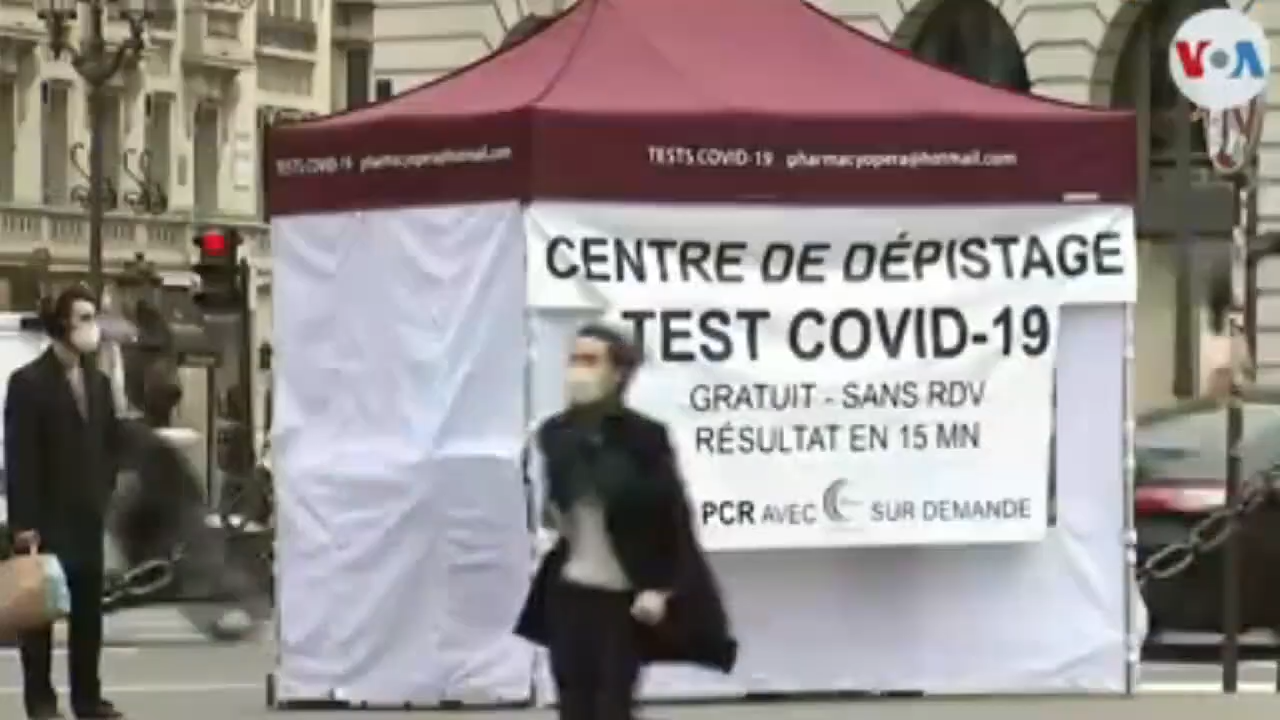 VOA
TESTS COVID-19 pharmacyopera@hotmail.com
TESTS COVID-19 pharmacyopera@hotmail.com
CENTRE DE DÉPISTAGE
TEST COVID-19
GRATUIT - SANS RDV
RÉSULTAT EN 15 MN
PCR AVEC SUR DEMANDE